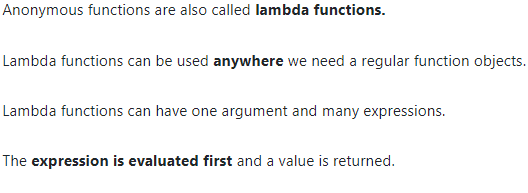 Anonymous functions are also called lambda functions.
Lambda functions can be used anywhere we need a regular function objects.
Lambda functions can have one argument and many expressions.
The expression is evaluated first and a value is returned.